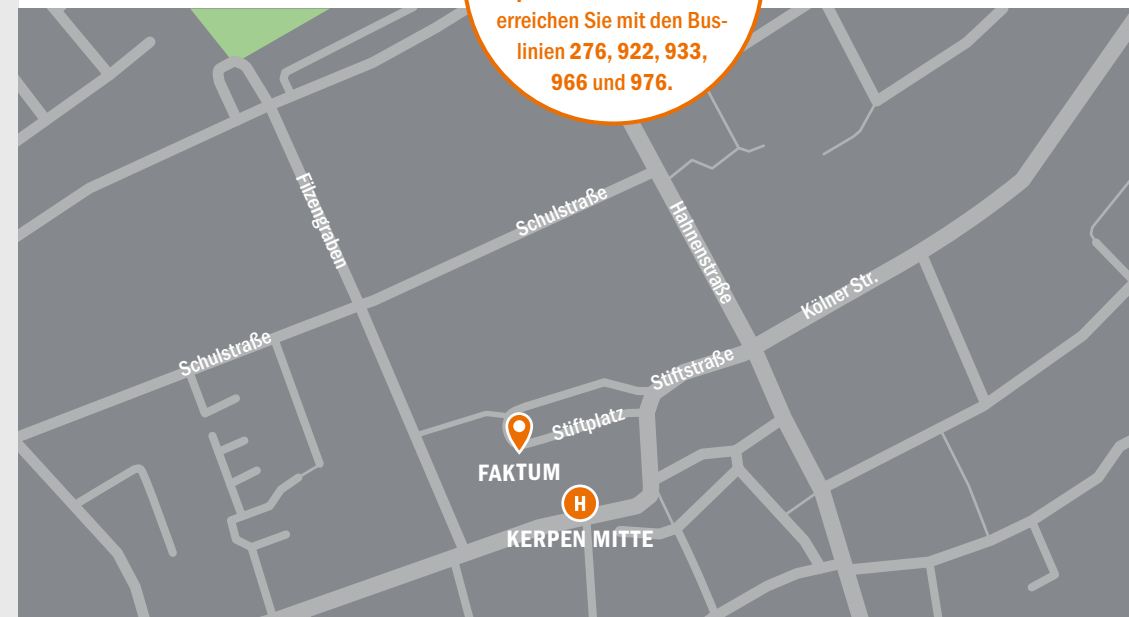 erreichen Sie mit den Bus-
linien 276, 922, 933,
966 und 976.
Filzengraben
Schulstraße
Hahnenstraße
Kölner Str.
Schulstraße
Stiftstraße
Stiftplatz
FAKTUM
H
KERPEN MITTE